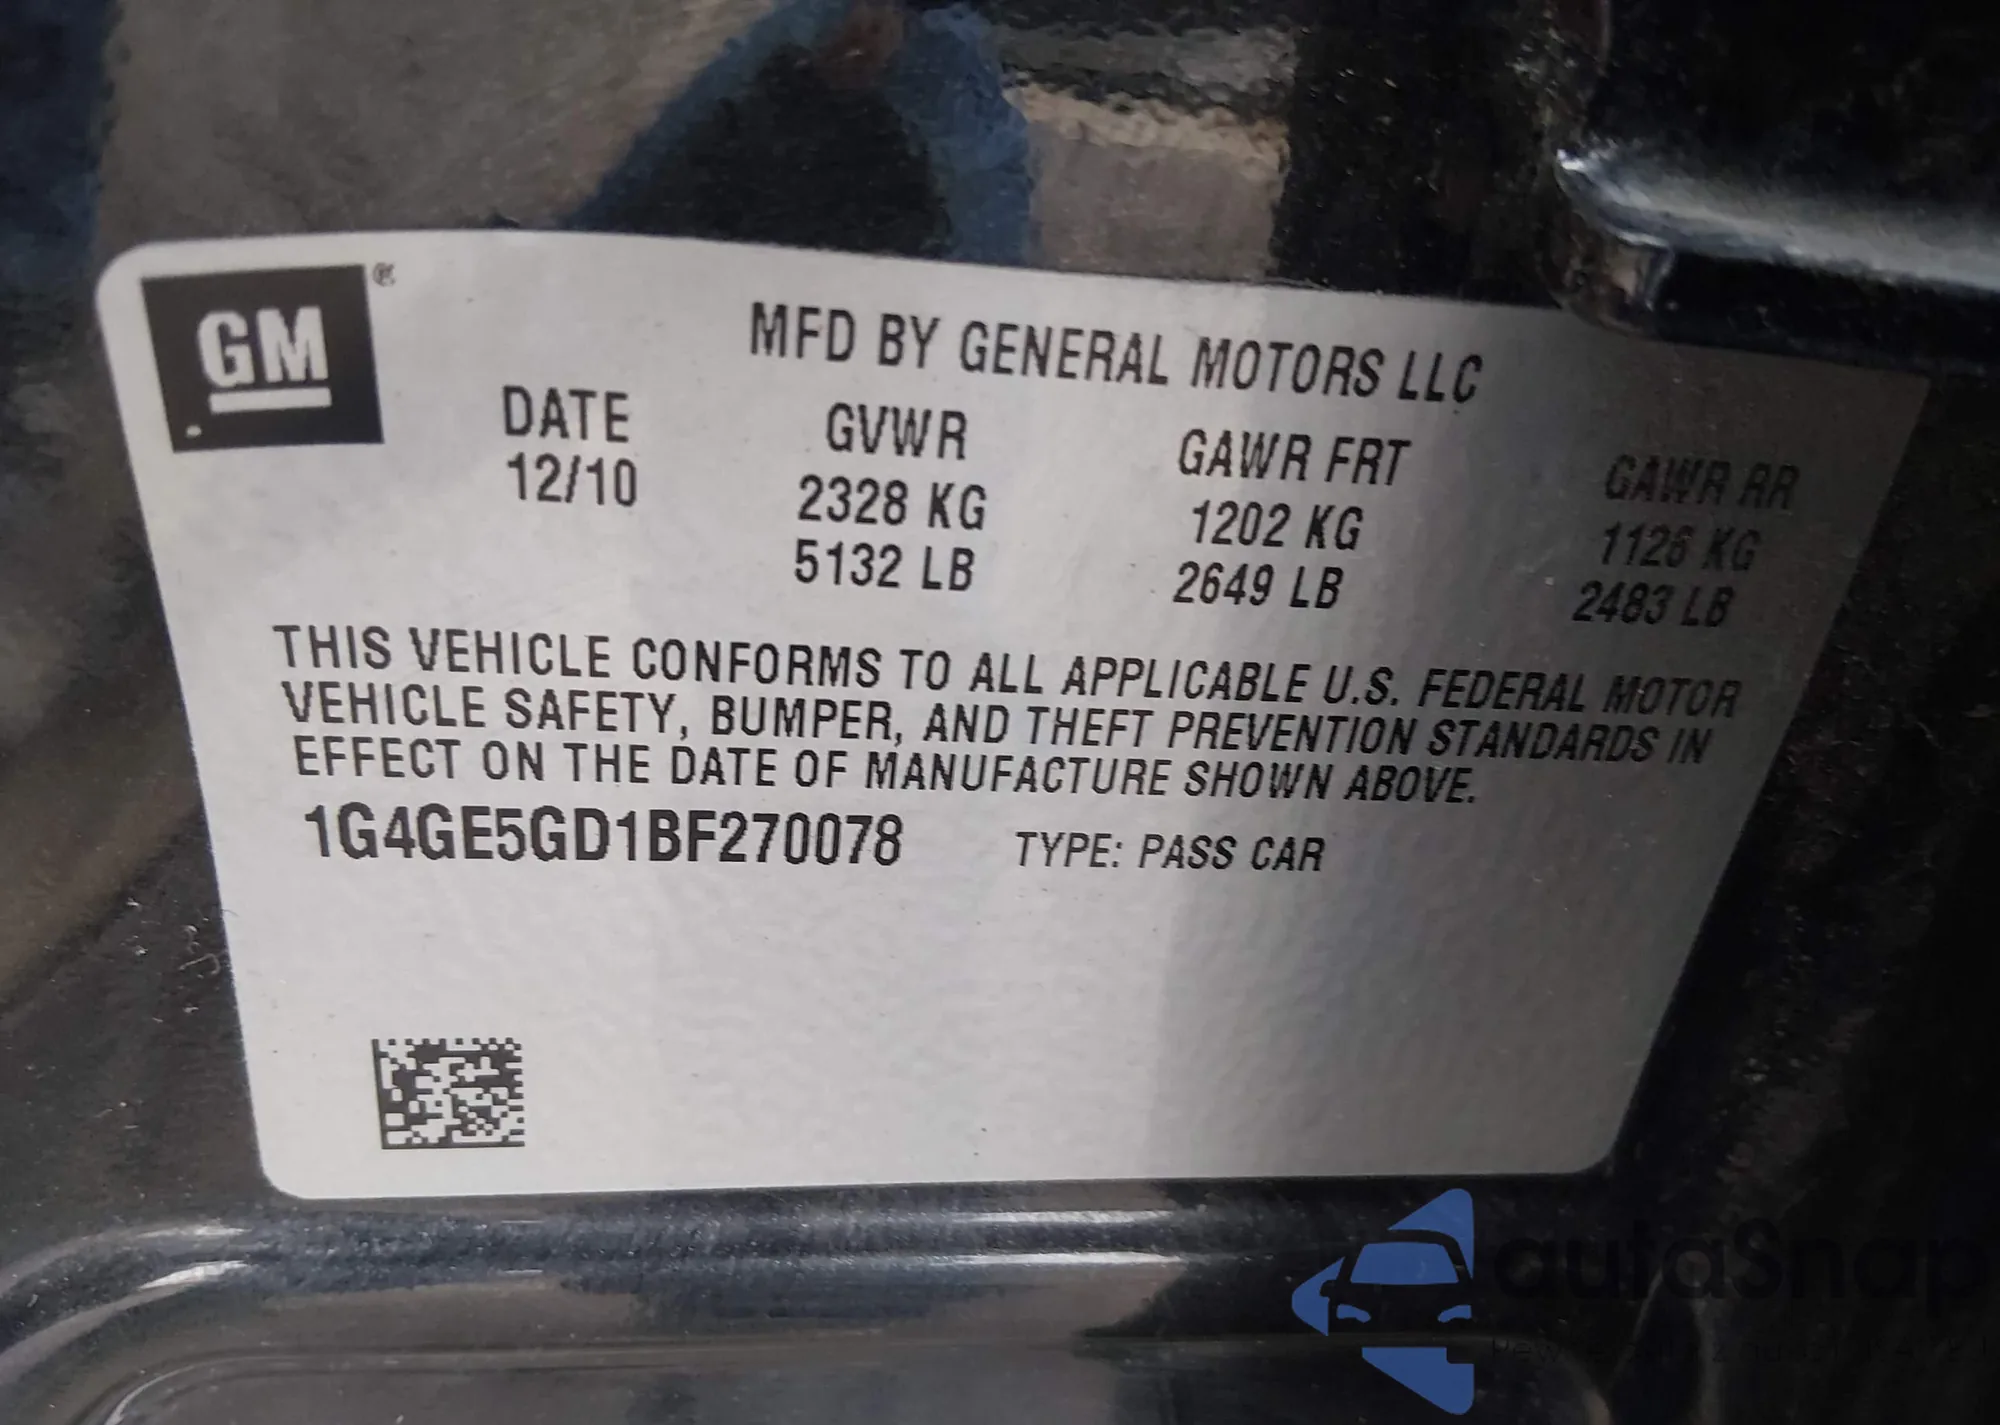 GM ®
MFD BY GENERAL MOTORS LLC
DATE GVWR GAWR FRT GAWR RR
12/10 2328 KG 1202 KG 1126 KG
5132 LB 2649 LB 2483 LB
THIS VEHICLE CONFORMS TO ALL APPLICABLE U.S. FEDERAL MOTOR
VEHICLE SAFETY, BUMPER, AND THEFT PREVENTION STANDARDS IN
EFFECT ON THE DATE OF MANUFACTURE SHOWN ABOVE.
1G4GE5GD1BF270078 TYPE: PASS CAR
autaSnap